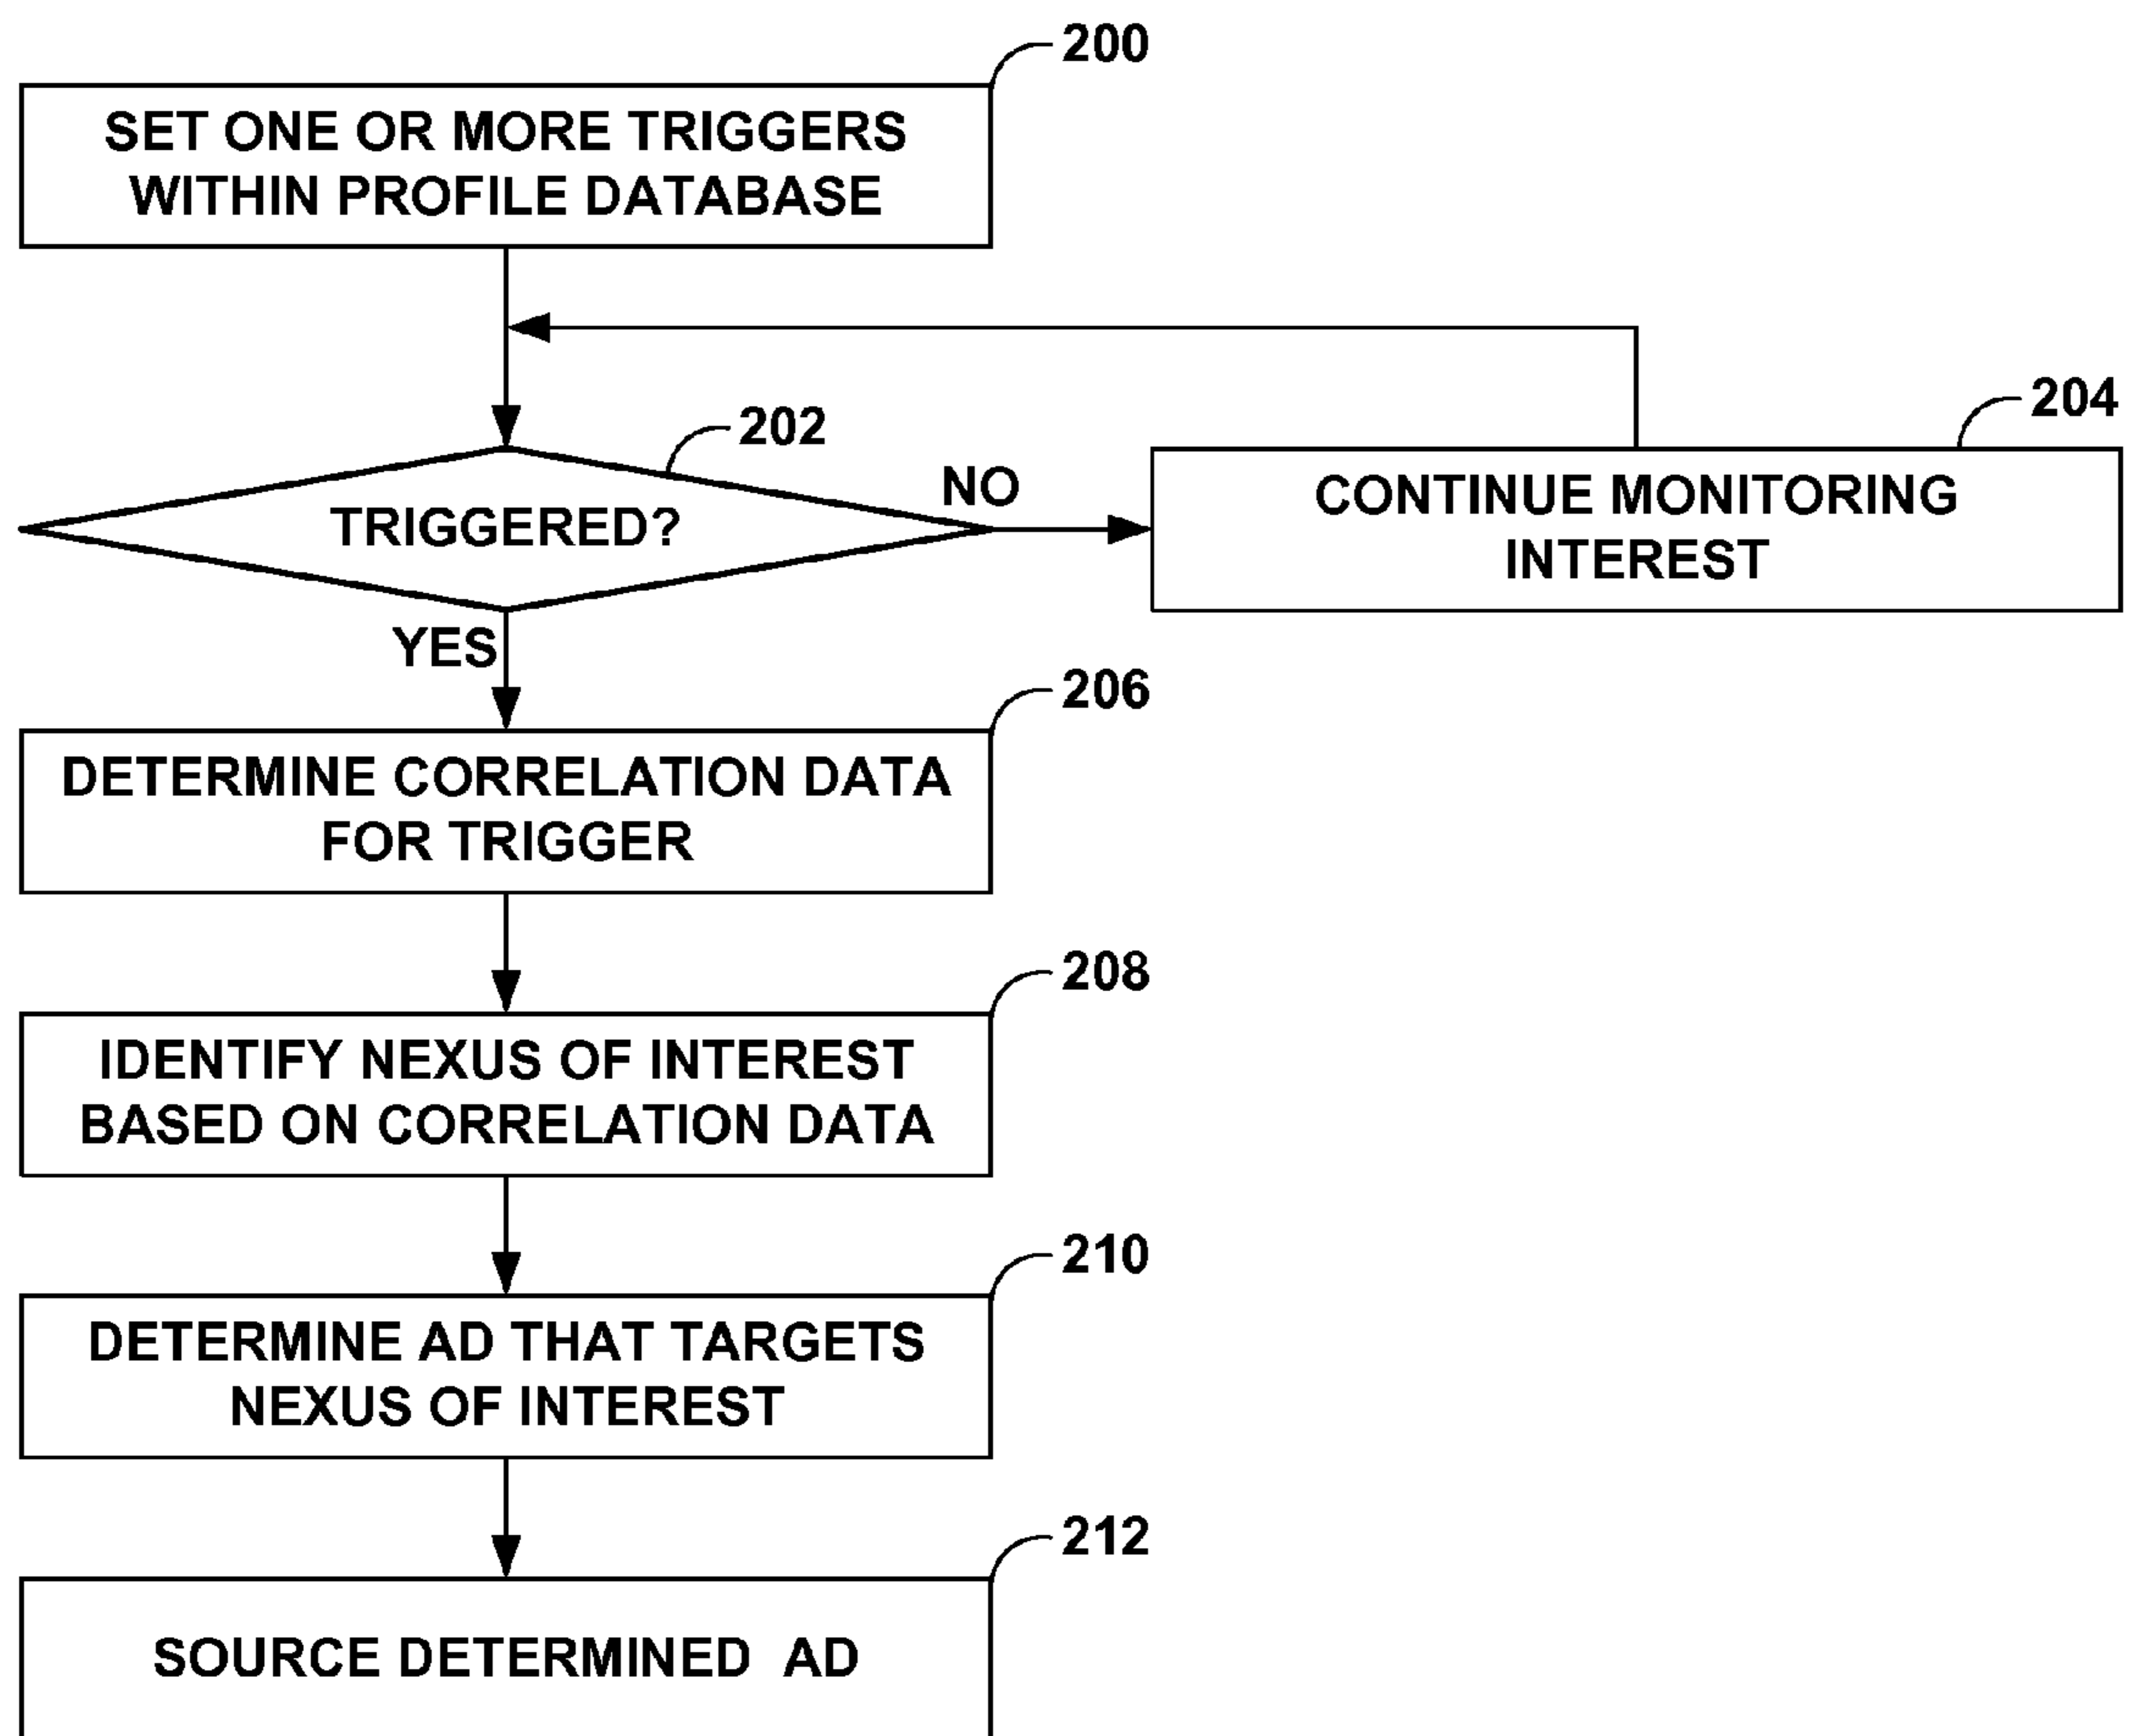 200
SET ONE OR MORE TRIGGERS
WITHIN PROFILE DATABASE
202
TRIGGERED?
NO
204
CONTINUE MONITORING
INTEREST
YES
206
DETERMINE CORRELATION DATA
FOR TRIGGER
208
IDENTIFY NEXUS OF INTEREST
BASED ON CORRELATION DATA
210
DETERMINE AD THAT TARGETS
NEXUS OF INTEREST
212
SOURCE DETERMINED AD